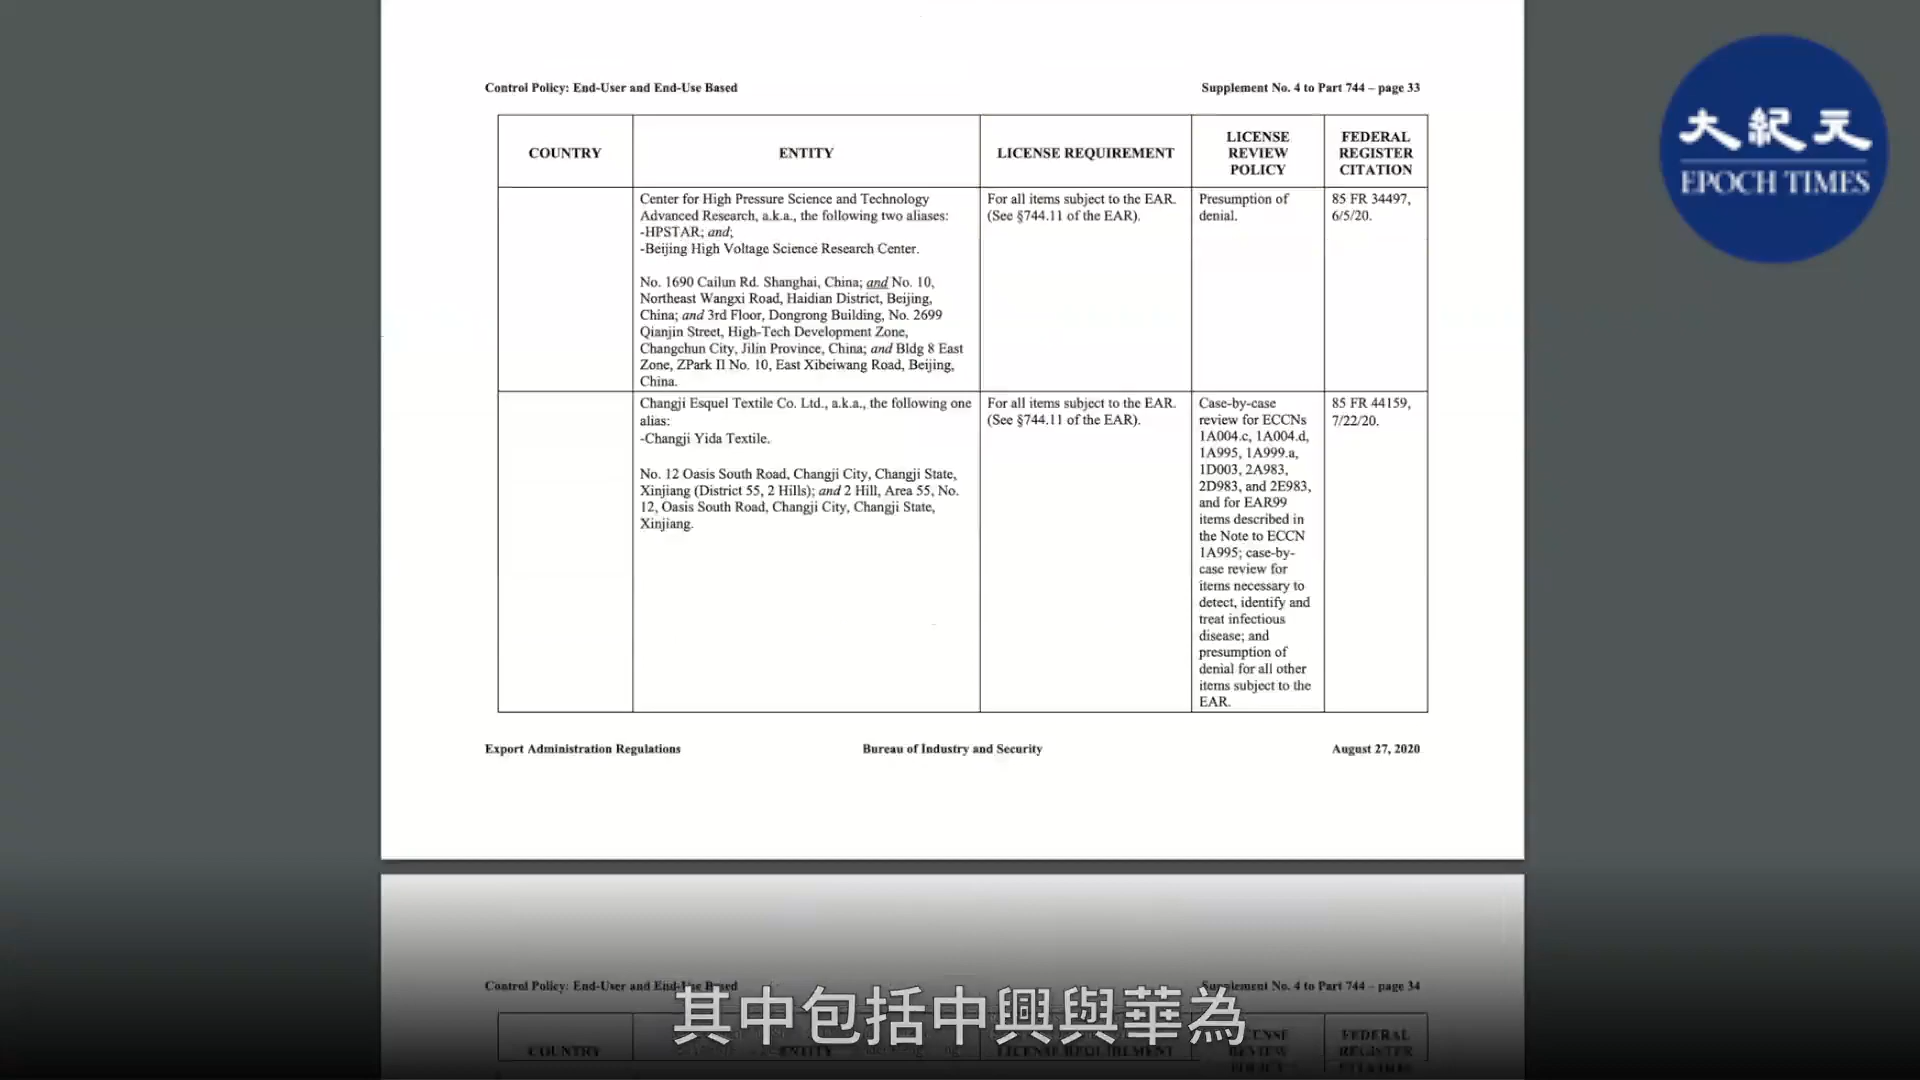 大紀元
EPOCH TIMES
Control Policy: End-User and End-Use Based
Supplement No. 4 to Part 744 – page 33
COUNTRY
ENTITY
LICENSE REQUIREMENT
LICENSE
REVIEW
POLICY
FEDERAL
REGISTER
CITATION
Center for High Pressure Science and Technology
Advanced Research, a.k.a., the following two aliases:
-HPSTAR; and;
-Beijing High Voltage Science Research Center.
No. 1690 Cailun Rd. Shanghai, China; and No. 10,
Northeast Wangxi Road, Haidian District, Beijing,
China; and 3rd Floor, Dongrong Building, No. 2699
Qianjin Street, High-Tech Development Zone,
Changchun City, Jilin Province, China; and Bldg 8 East
Zone, ZPark II No. 10, East Xibeiwang Road, Beijing,
China.
For all items subject to the EAR.
(See §744.11 of the EAR).
Presumption of
denial.
85 FR 34497,
6/5/20.
Changji Esquel Textile Co. Ltd., a.k.a., the following one
alias:
-Changji Yida Textile.
No. 12 Oasis South Road, Changji City, Changji State,
Xinjiang (District 55, 2 Hills); and 2 Hill, Area 55, No.
12, Oasis South Road, Changji City, Changji State,
Xinjiang.
For all items subject to the EAR.
(See §744.11 of the EAR).
Case-by-case
review for ECCNs
1A004.c, 1A004.d,
1A995, 1A999.a,
1D003, 2A983,
2D983, and 2E983,
and for EAR99
items described in
the Note to ECCN
1A995; case-by-
case review for
items necessary to
detect, identify and
treat infectious
disease; and
presumption of
denial for all other
items subject to the
EAR.
85 FR 44159,
7/22/20.
Export Administration Regulations
Bureau of Industry and Security
August 27, 2020
Control Policy: End-User and End-Use Based
Supplement No. 4 to Part 744 – page 34
其中包括中興與華為
COUNTRY
ENTITY
LICENSE REQUIREMENT
LICENSE
REVIEW
POLICY
FEDERAL
REGISTER